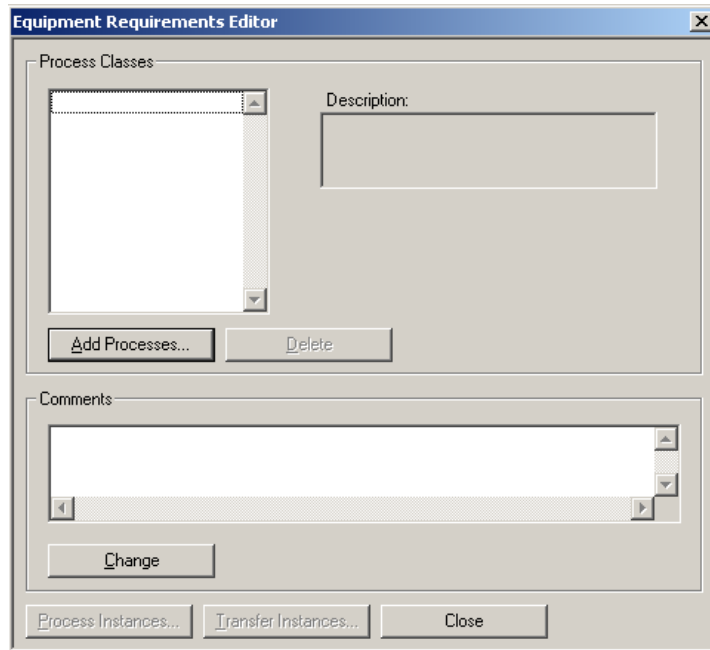 Equipment Requirements Editor
Process Classes
Description:
Add Processes...
Delete
Comments
Change
Process Instances...
Transfer Instances...
Close